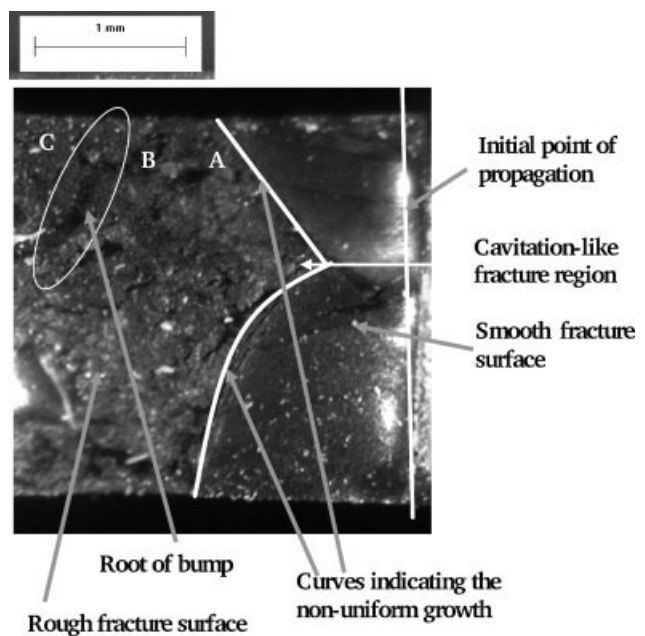 1 mm
C
B
A
Initial point of
propagation
Cavitation-like
fracture region
Smooth fracture
surface
Root of bump
Curves indicating the
non-uniform growth
Rough fracture surface